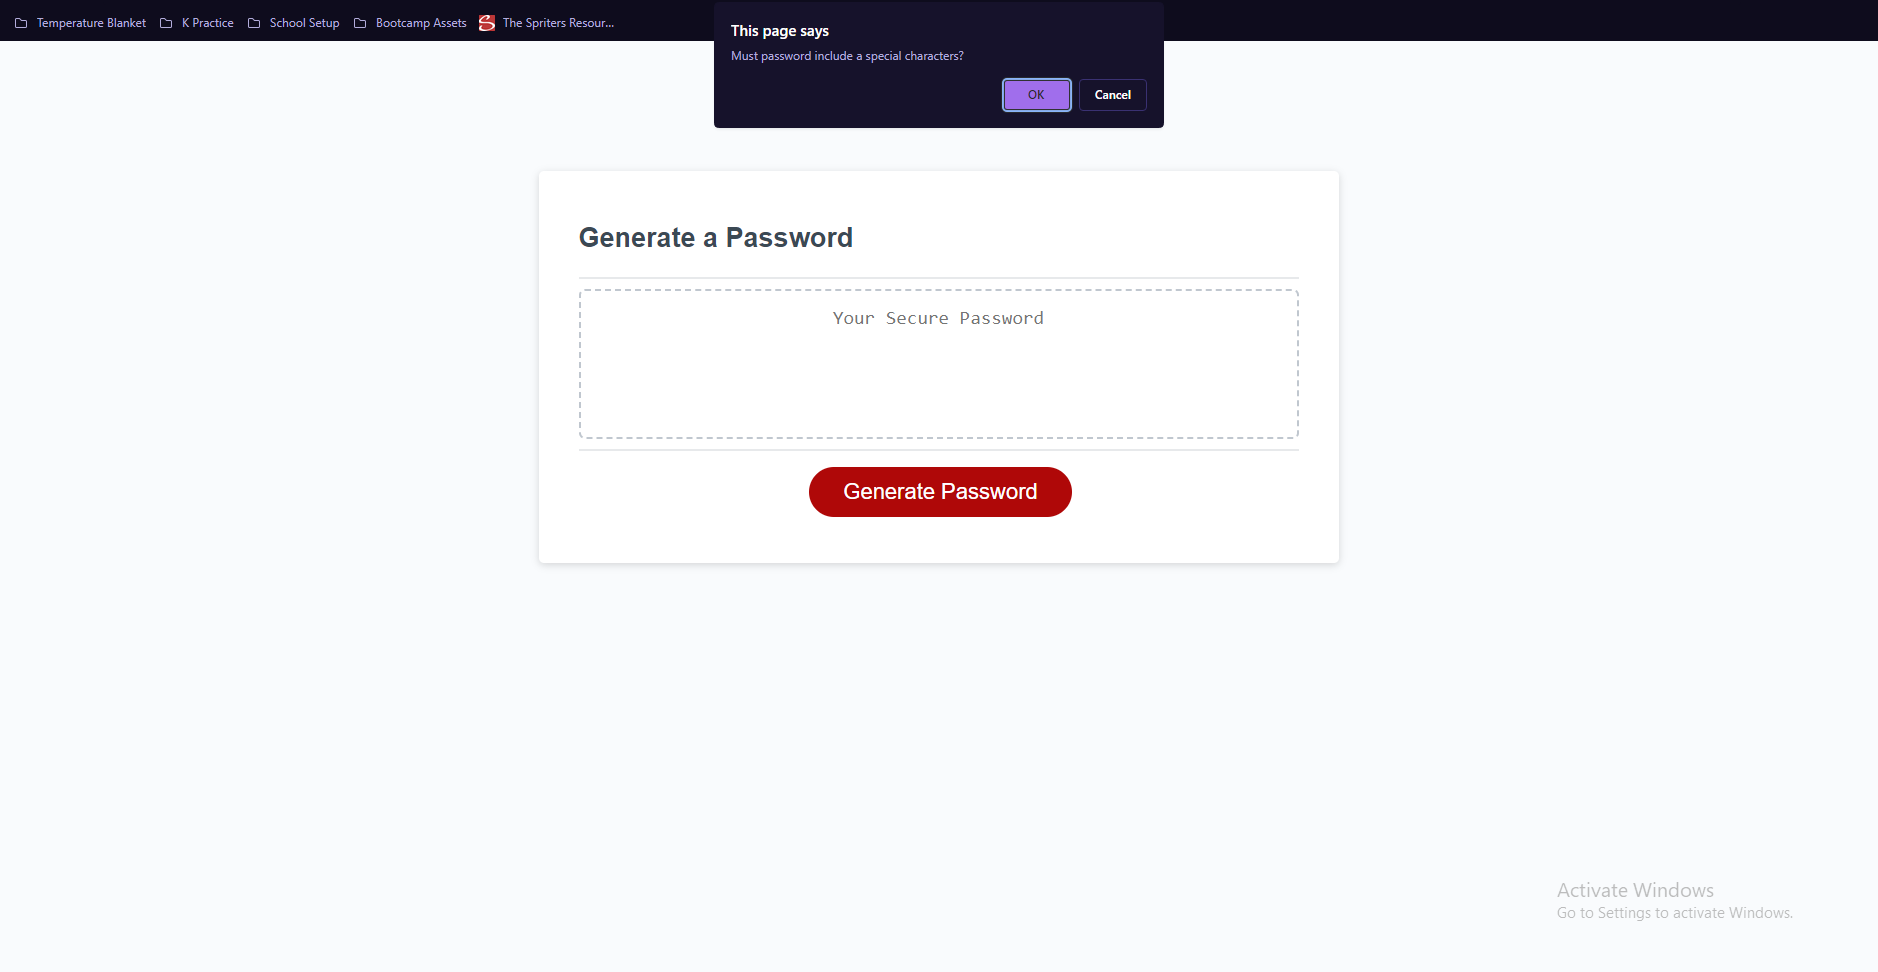 Temperature Blanket K Practice School Setup Bootcamp Assets The Spriters Resour...
This page says
Must password include a special characters?
OK Cancel
Generate a Password
Your Secure Password
Generate Password
Activate Windows
Go to Settings to activate Windows.